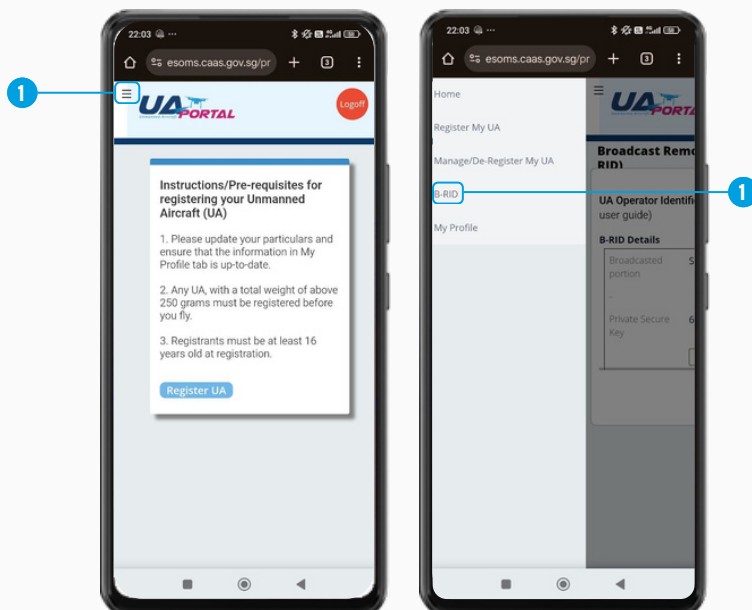 22:03
esoms.caas.gov.sg/pr
3
1
UA
PORTAL
Logoff
Instructions/Pre-requisites for
registering your Unmanned
Aircraft (UA)
1. Please update your particulars and
ensure that the information in My
Profile tab is up-to-date.
2. Any UA, with a total weight of above
250 grams must be registered before
you fly.
3. Registrants must be at least 16
years old at registration.
Register UA
22:03
esoms.caas.gov.sg/pr
3
Home
Register My UA
Manage/De-Register My UA
B-RID
1
My Profile
UA
PORTA
Broadcast Remo
RID)
UA Operator Identifi
user guide)
B-RID Details
Broadcasted S
portion
-
Private Secure 6
Key